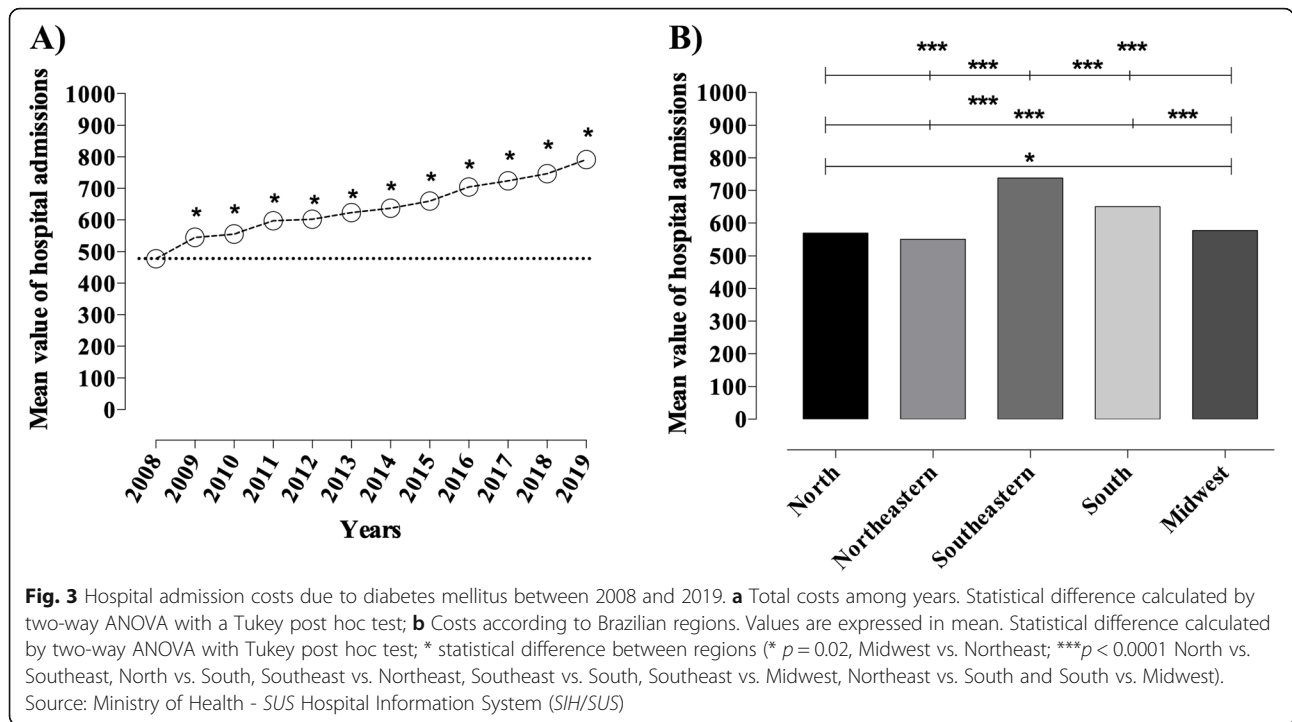 A)
Mean value of hospital admissions
1000
900
800
700
600
500
400
300
200
100
0
* * * * * * * * * * *
2008 2009 2010 2011 2012 2013 2014 2015 2016 2017 2018 2019
Years
B)
Mean value of hospital admissions
*** ***
*** ***
***
*** ***
*
1000
900
800
700
600
500
400
300
200
100
0
North Northeastern Southeastern South Midwest
Fig. 3 Hospital admission costs due to diabetes mellitus between 2008 and 2019. a Total costs among years. Statistical difference calculated by
two-way ANOVA with a Tukey post hoc test; b Costs according to Brazilian regions. Values are expressed in mean. Statistical difference calculated
by two-way ANOVA with Tukey post hoc test; * statistical difference between regions (* p = 0.02, Midwest vs. Northeast; ***p < 0.0001 North vs.
Southeast, North vs. South, Southeast vs. Northeast, Southeast vs. South, Southeast vs. Midwest, Northeast vs. South and South vs. Midwest).
Source: Ministry of Health - SUS Hospital Information System (SIH/SUS)